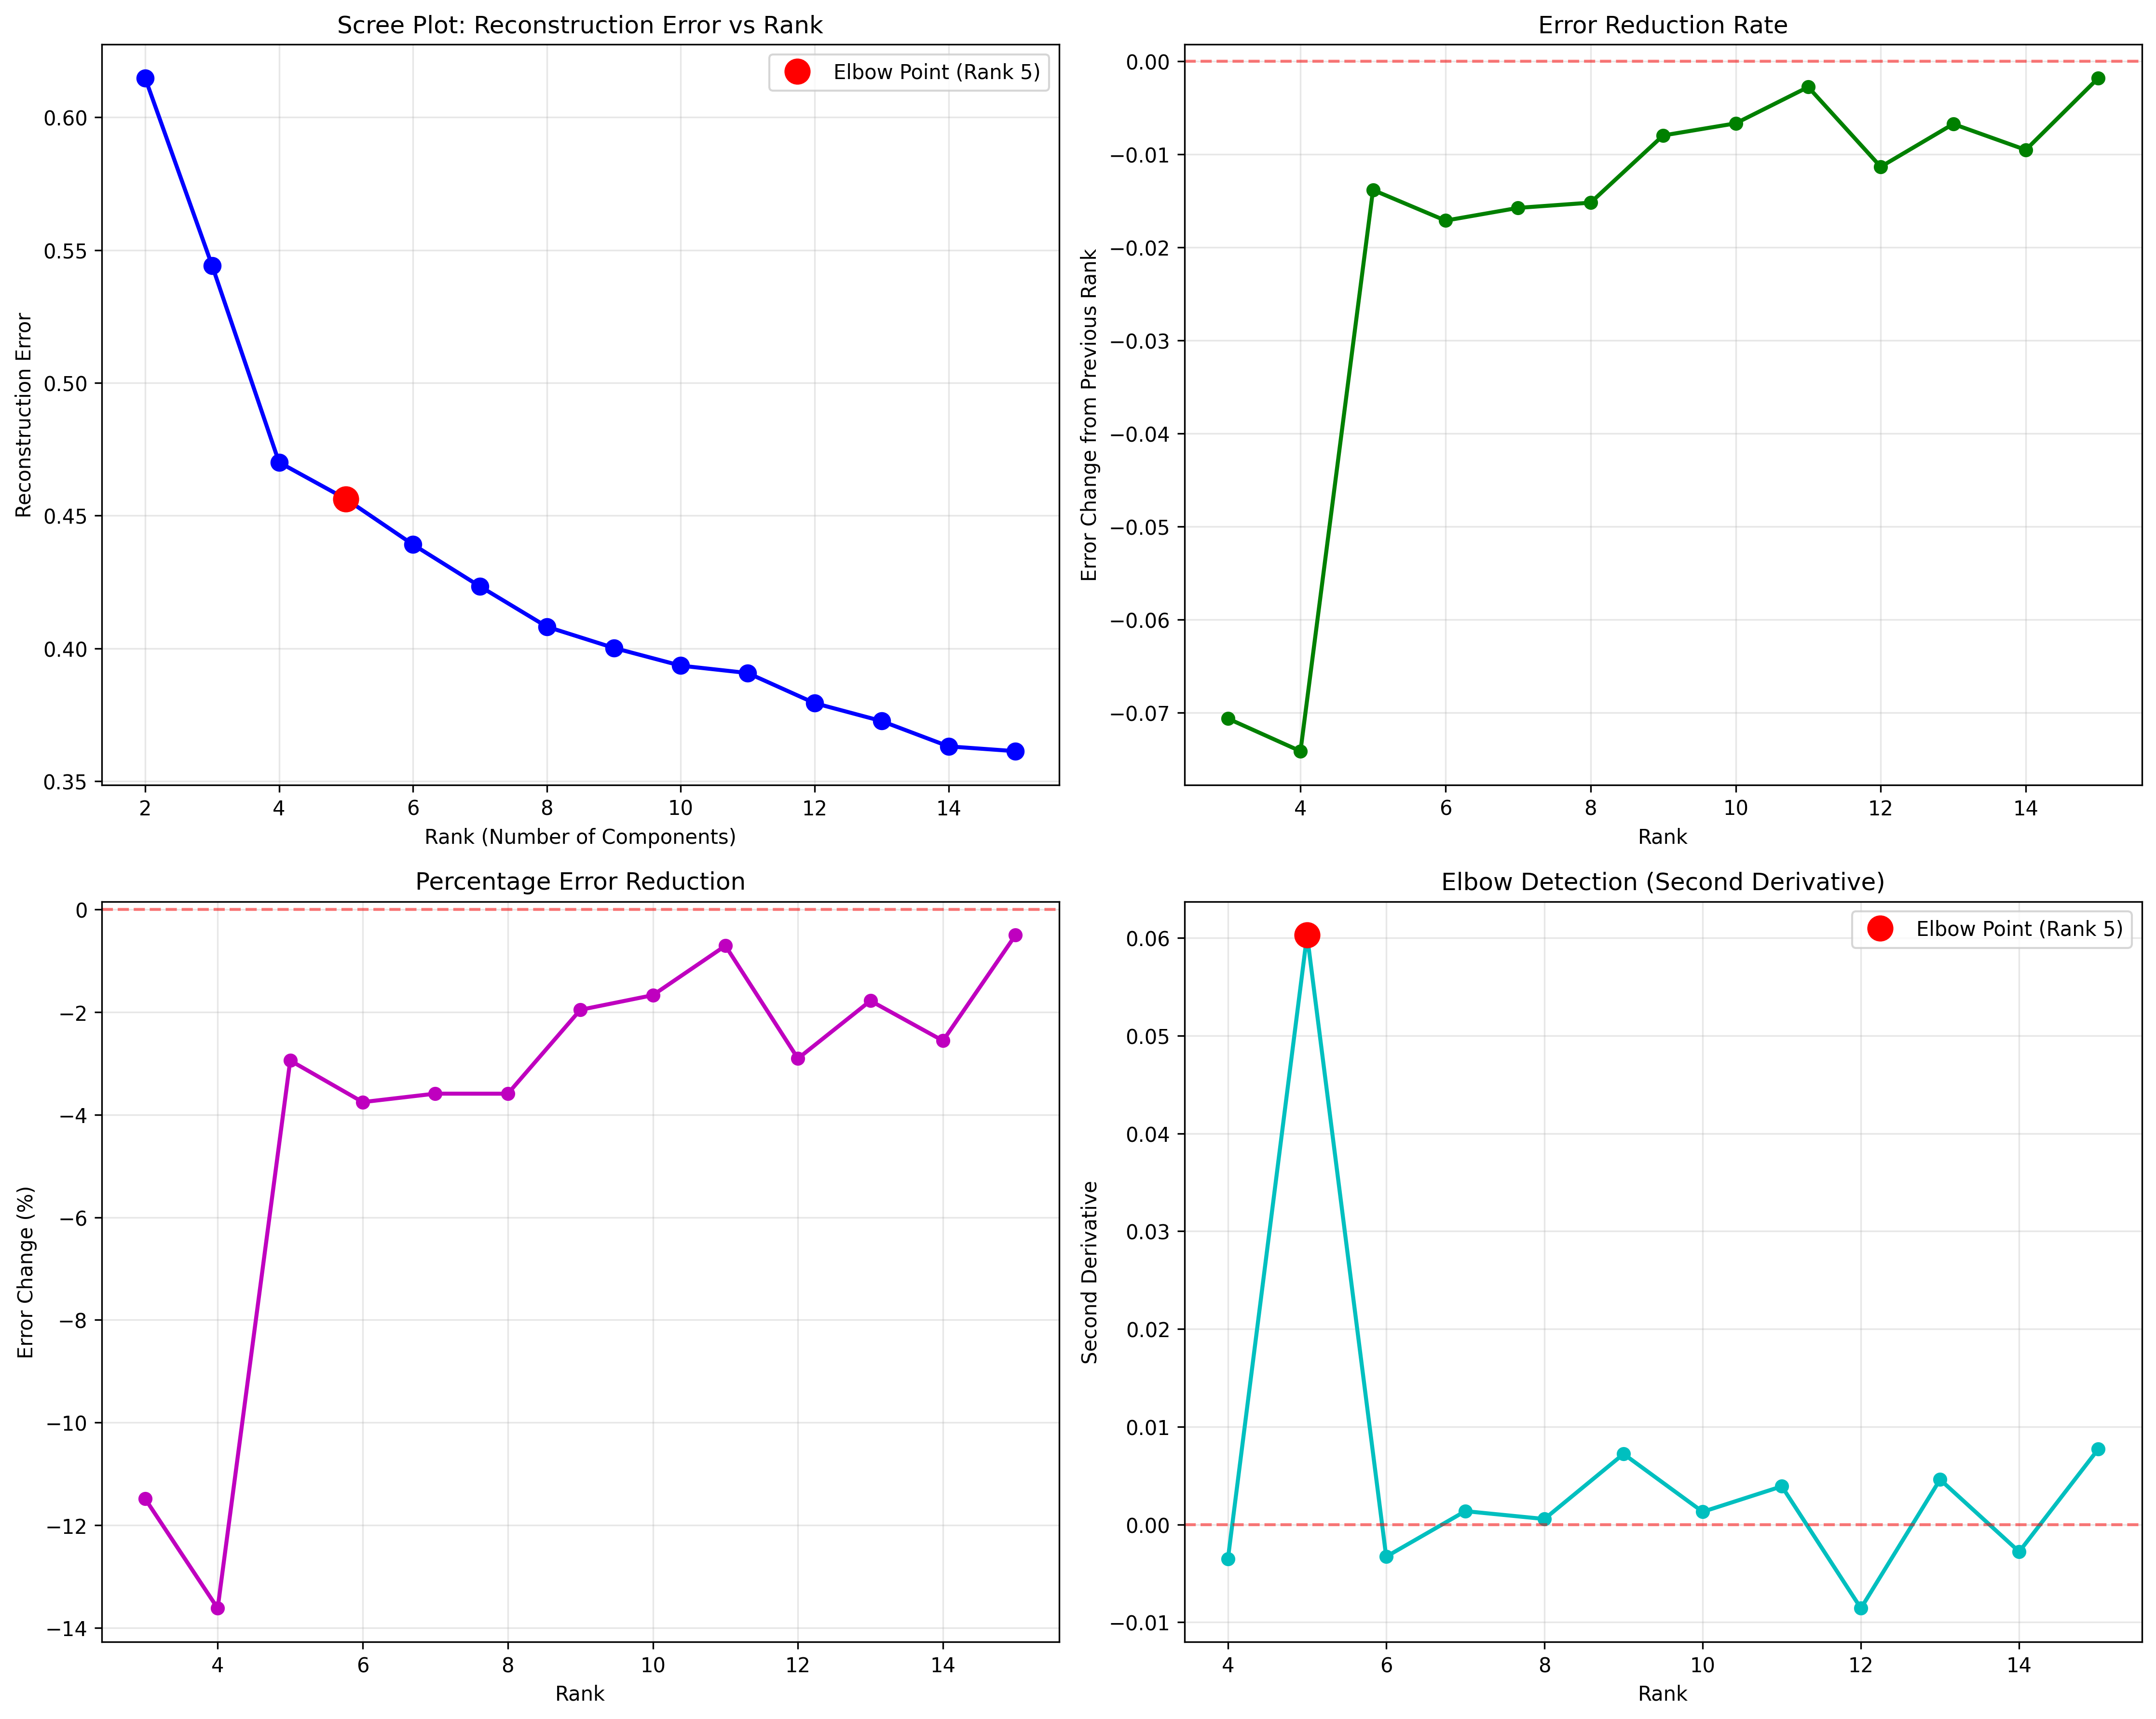 Scree Plot: Reconstruction Error vs Rank
Elbow Point (Rank 5)
Reconstruction Error
0.60
0.55
0.50
0.45
0.40
0.35
2 4 6 8 10 12 14
Rank (Number of Components)
Error Reduction Rate
Error Change from Previous Rank
0.00
−0.01
−0.02
−0.03
−0.04
−0.05
−0.06
−0.07
4 6 8 10 12 14
Rank
Percentage Error Reduction
Error Change (%)
0
−2
−4
−6
−8
−10
−12
−14
4 6 8 10 12 14
Rank
Elbow Detection (Second Derivative)
Elbow Point (Rank 5)
Second Derivative
0.06
0.05
0.04
0.03
0.02
0.01
0.00
−0.01
4 6 8 10 12 14
Rank